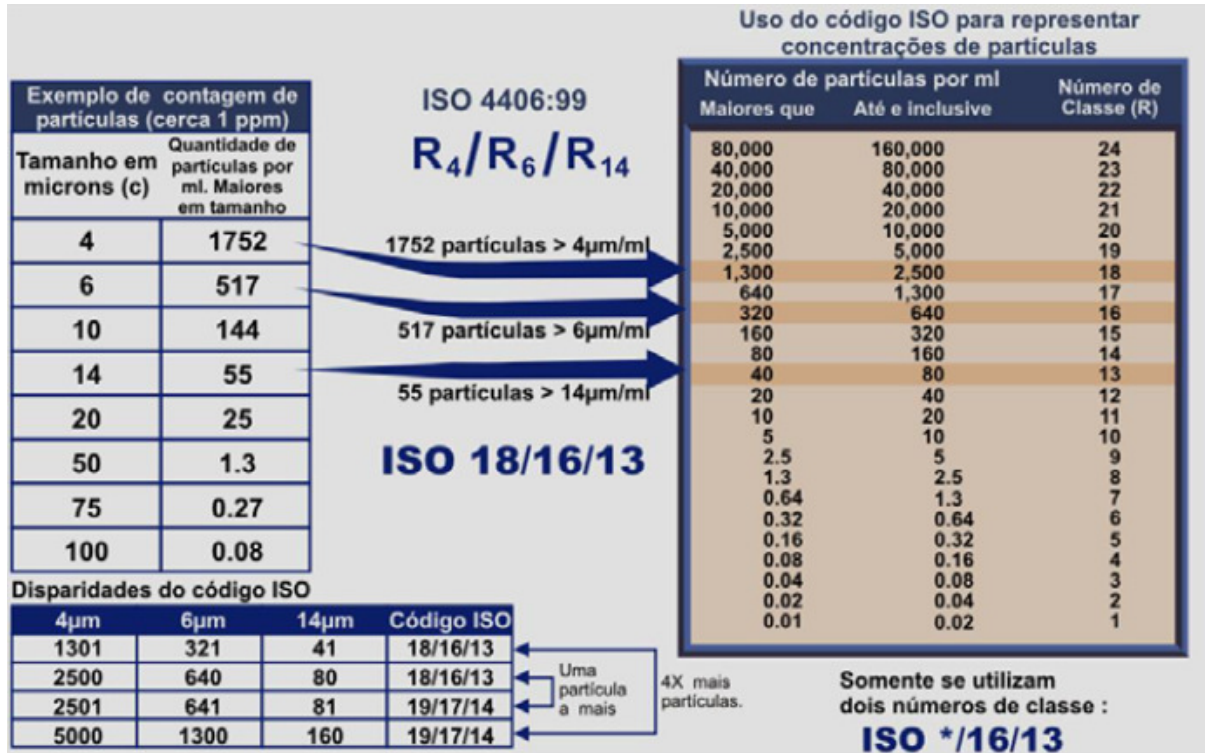 Uso do código ISO para representar
concentrações de partículas
Exemplo de contagem de
partículas (cerca 1 ppm)
Tamanho em
microns (c)
Quantidade de
partículas por
ml. Maiores
em tamanho
4 1752
6 517
10 144
14 55
20 25
50 1.3
75 0.27
100 0.08
ISO 4406:99
R4/R6/R14
1752 partículas > 4µm/ml
517 partículas > 6µm/ml
55 partículas > 14µm/ml
ISO 18/16/13
Número de partículas por ml
Maiores que Até e inclusive
Número de
Classe (R)
80,000 160,000 24
40,000 80,000 23
20,000 40,000 22
10,000 20,000 21
5,000 10,000 20
2,500 5,000 19
1,300 2,500 18
640 1,300 17
320 640 16
160 320 15
80 160 14
40 80 13
20 40 12
10 20 11
5 10 10
2.5 5 9
1.3 2.5 8
0.64 1.3 7
0.32 0.64 6
0.16 0.32 5
0.08 0.16 4
0.04 0.08 3
0.02 0.04 2
0.01 0.02 1
Disparidades do código ISO
4µm 6µm 14µm Código ISO
1301 321 41 18/16/13
2500 640 80 18/16/13
2501 641 81 19/17/14
5000 1300 160 19/17/14
Uma
partícula
a mais
4X mais
partículas.
Somente se utilizam
dois números de classe :
ISO */16/13